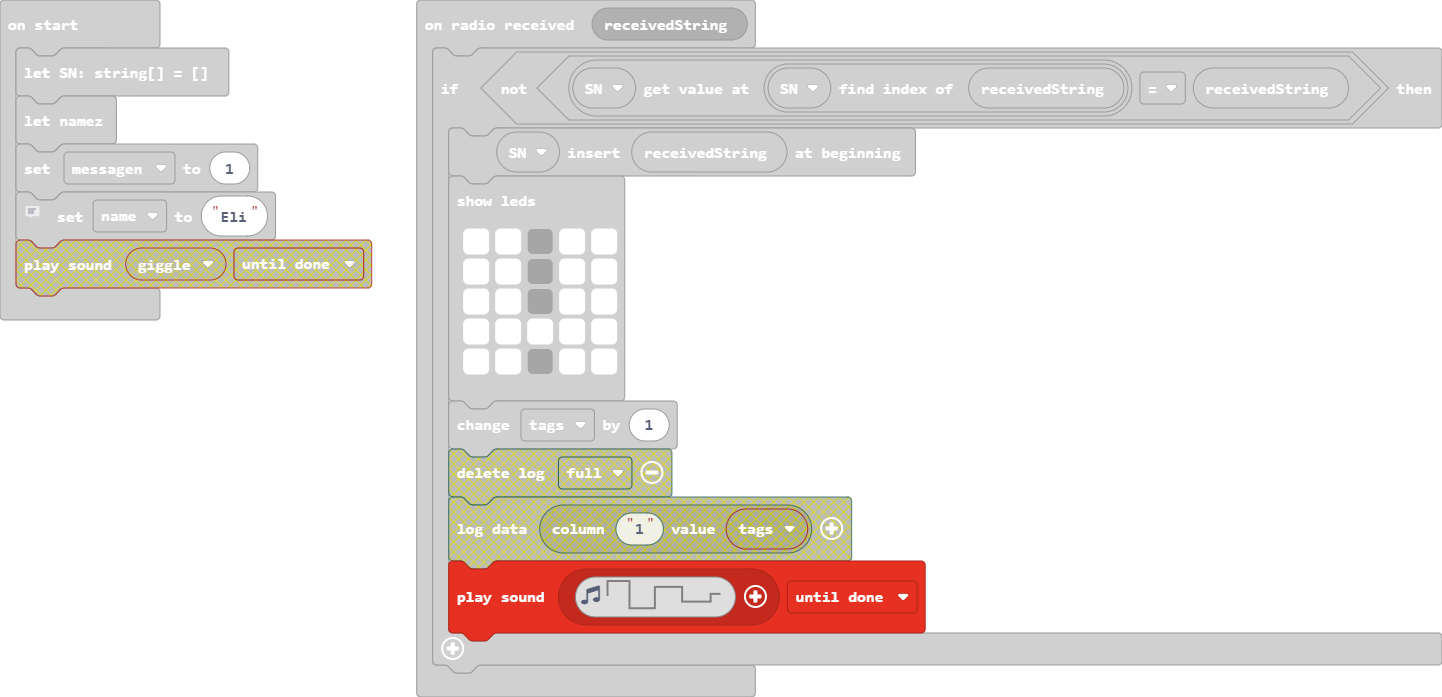 on start
let SN: string[] = []
let namez
set messagen to 1
set name to "Eli"
play sound giggle until done
on radio received receivedString
if not SN get value at SN find index of receivedString = receivedString then
SN insert receivedString at beginning
show leds
change tags by 1
delete log full
log data column "1" value tags
play sound until done